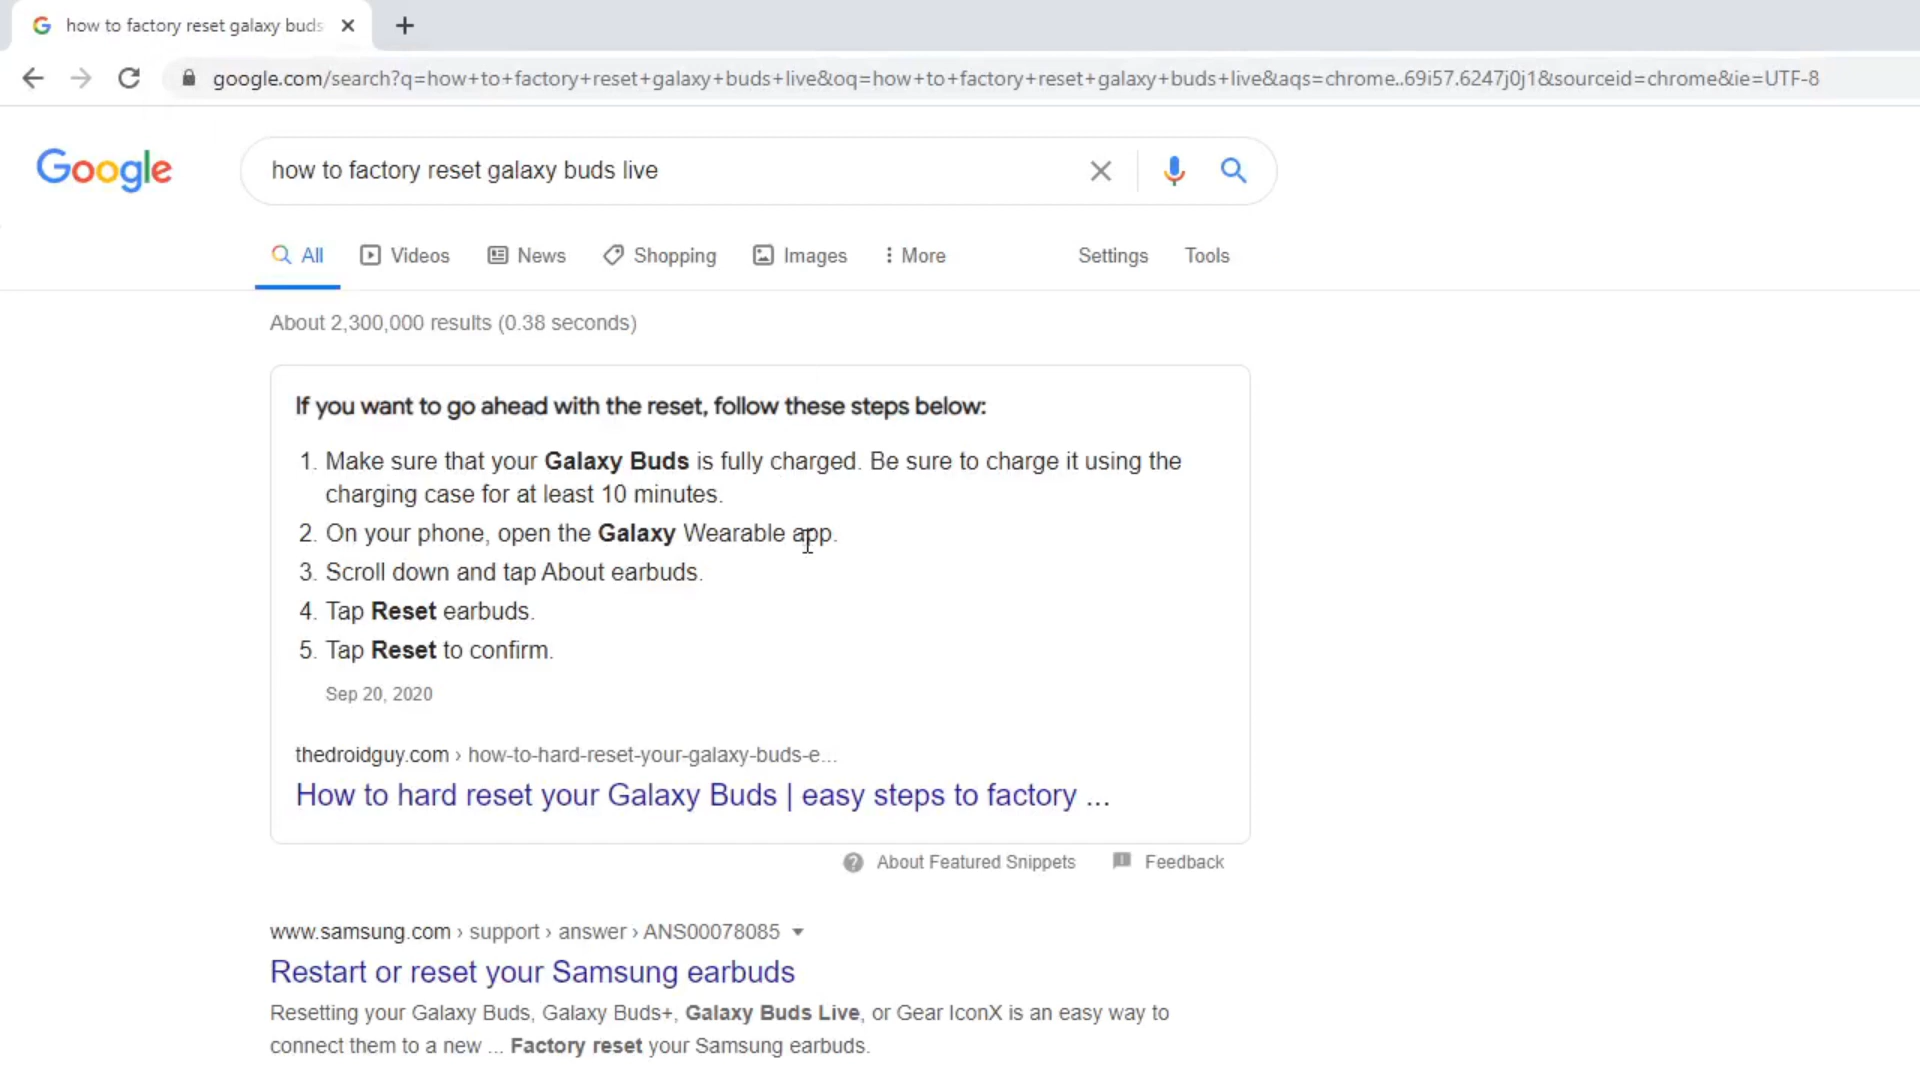 how to factory reset galaxy buds
google.com/search?q=how+to+factory+reset+galaxy+buds+live&oq=how+to+factory+reset+galaxy+buds+live&aqs=chrome..69i57.6247j0j1&sourceid=chrome&ie=UTF-8
Google
how to factory reset galaxy buds live
All Videos News Shopping Images More Settings Tools
About 2,300,000 results (0.38 seconds)
If you want to go ahead with the reset, follow these steps below:
1. Make sure that your Galaxy Buds is fully charged. Be sure to charge it using the
charging case for at least 10 minutes.
2. On your phone, open the Galaxy Wearable app.
3. Scroll down and tap About earbuds.
4. Tap Reset earbuds.
5. Tap Reset to confirm.
Sep 20, 2020
thedroidguy.com › how-to-hard-reset-your-galaxy-buds-e...
How to hard reset your Galaxy Buds | easy steps to factory ...
About Featured Snippets Feedback
www.samsung.com › support › answer › ANS00078085
Restart or reset your Samsung earbuds
Resetting your Galaxy Buds, Galaxy Buds+, Galaxy Buds Live, or Gear IconX is an easy way to
connect them to a new ... Factory reset your Samsung earbuds.